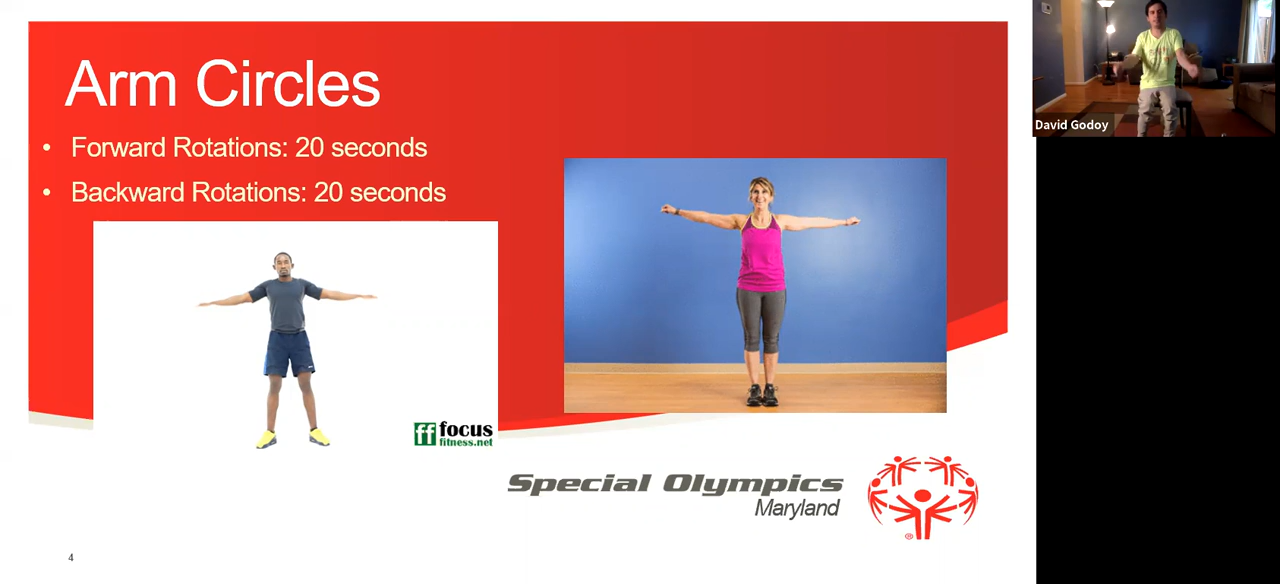 Arm Circles
• Forward Rotations: 20 seconds
• Backward Rotations: 20 seconds
ff focus
fitness.net
Special Olympics
Maryland
®
4
David Godoy